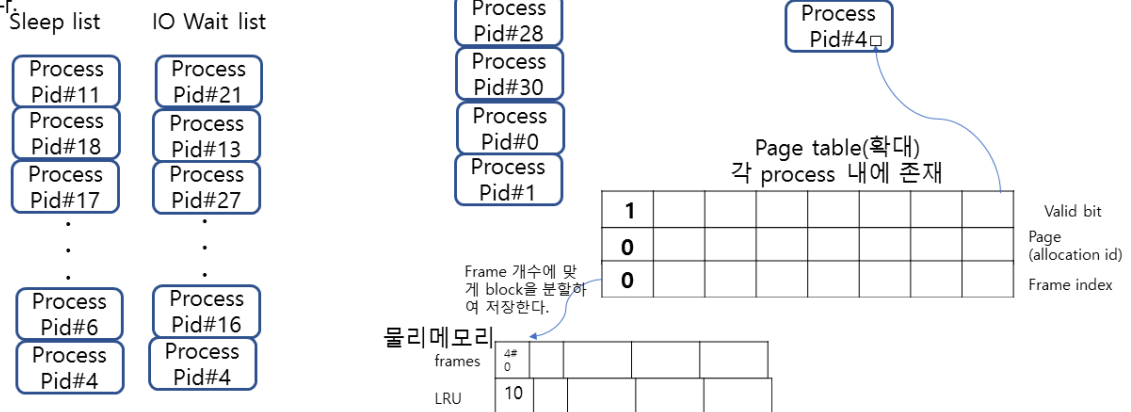 Sleep list
IO Wait list
Process
Pid#11
Process
Pid#18
Process
Pid#17
.
.
.
Process
Pid#6
Process
Pid#4
Process
Pid#21
Process
Pid#13
Process
Pid#27
.
.
.
Process
Pid#16
Process
Pid#4
Process
Pid#28
Process
Pid#30
Process
Pid#0
Process
Pid#1
Process
Pid#4□
Page table(확대)
각 process 내에 존재
1
0
0
Valid bit
Page
(allocation id)
Frame index
Frame 개수에 맞
게 block을 분할하
여 저장한다.
물리메모리
frames
4#
0
LRU
10